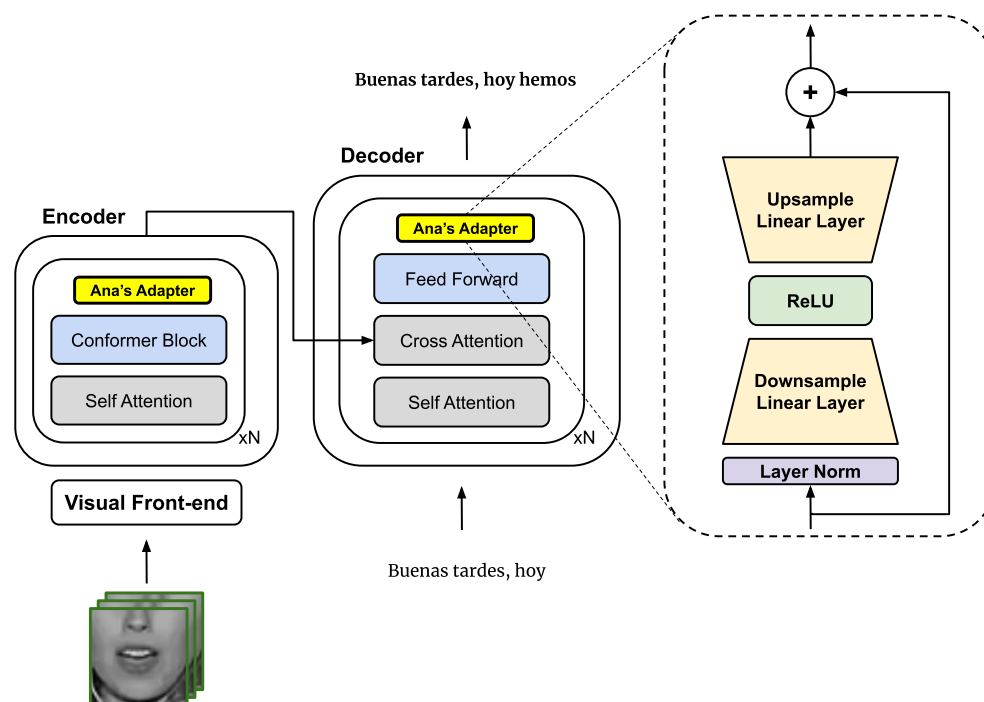 Buenas tardes, hoy hemos
Decoder
Encoder
Ana's Adapter
Feed Forward
Cross Attention
Self Attention
xN
Ana's Adapter
Conformer Block
Self Attention
xN
Visual Front-end
Buenas tardes, hoy
+
Upsample
Linear Layer
ReLU
Downsample
Linear Layer
Layer Norm